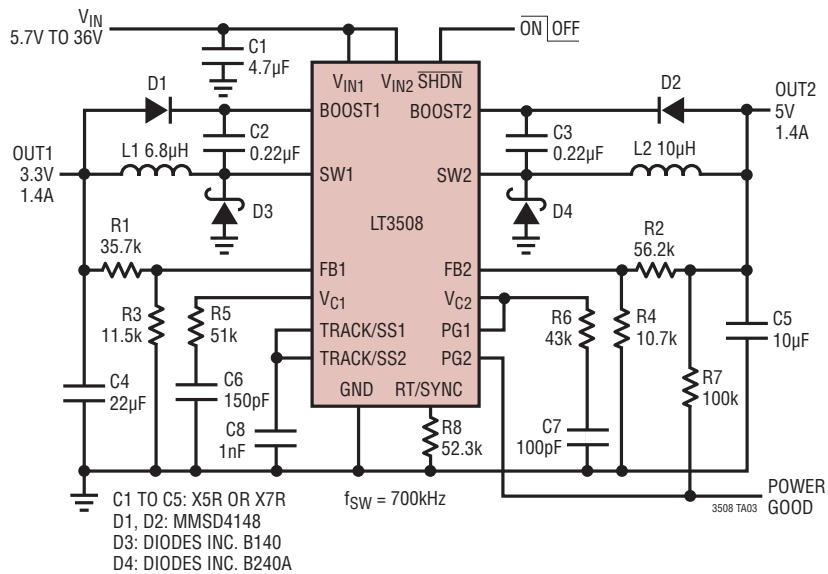 VIN
5.7V TO 36V
C1
4.7µF
ON OFF
VIN1
VIN2
SHDN
D1
D2
BOOST1
BOOST2
OUT2
5V
1.4A
C2
0.22µF
C3
0.22µF
OUT1
3.3V
1.4A
L1 6.8µH
L2 10µH
SW1
SW2
D3
D4
LT3508
R1
35.7k
R2
56.2k
FB1
FB2
VC1
VC2
R3
11.5k
R5
51k
R6
43k
R4
10.7k
C5
10µF
TRACK/SS1
PG1
TRACK/SS2
PG2
C4
22µF
C6
150pF
GND
RT/SYNC
R7
100k
C8
1nF
R8
52.3k
C7
100pF
C1 TO C5: X5R OR X7R
D1, D2: MMSD4148
D3: DIODES INC. B140
D4: DIODES INC. B240A
fSW = 700kHz
3508 TA03
POWER
GOOD